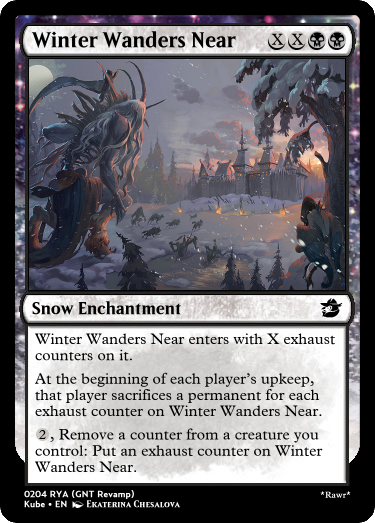 Winter Wanders Near X X
Snow Enchantment
Winter Wanders Near enters with X exhaust
counters on it.
At the beginning of each player's upkeep,
that player sacrifices a permanent for each
exhaust counter on Winter Wanders Near.
2 , Remove a counter from a creature you
control: Put an exhaust counter on Winter
Wanders Near.
0204 RYA (GNT Revamp)
Kube • EN Ekaterina Chesalova
*Rawr*